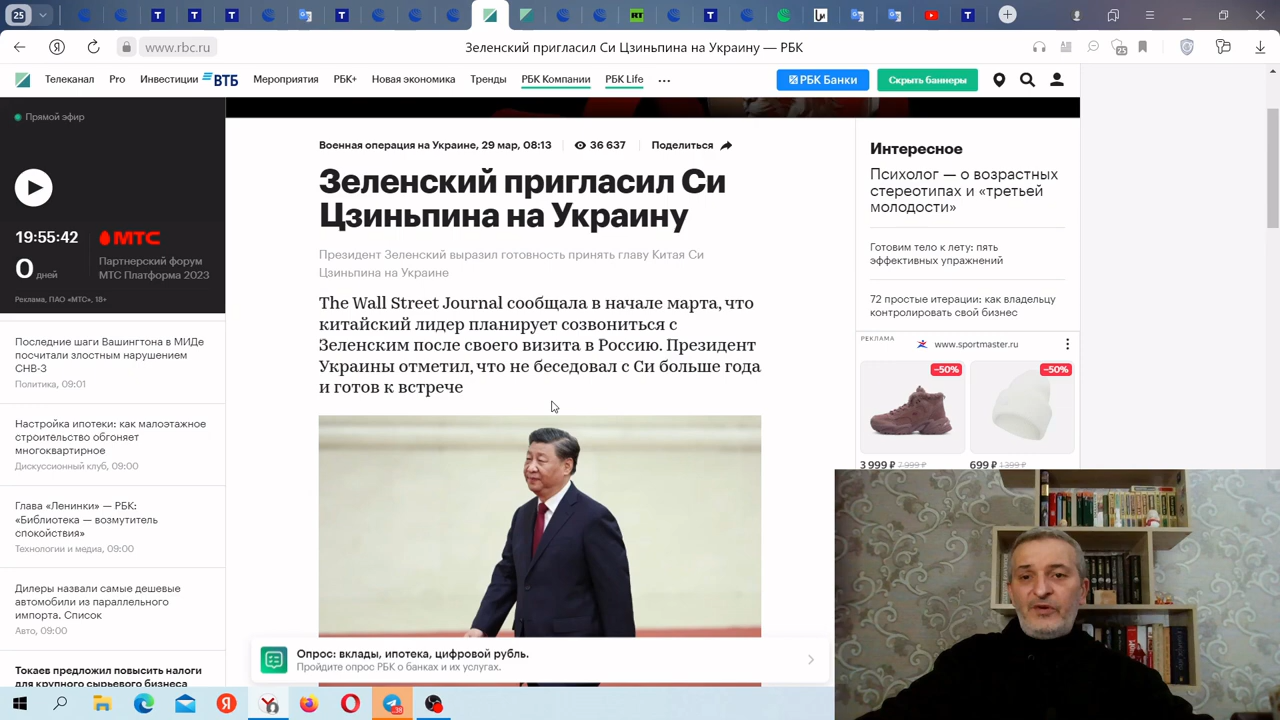 25
www.rbc.ru
Зеленский пригласил Си Цзиньпина на Украину — РБК
25
Телеканал
Pro
Инвестиции
ВТБ
Мероприятия
РБК+
Новая экономика
Тренды
РБК Компании
РБК Life
...
РБК Банки
Скрыть баннеры
Прямой эфир
19:55:42
0 дней
МТС
Партнерский форум
МТС Платформа 2023
Реклама, ПАО «МТС», 18+
Последние шаги Вашингтона в МИДе
посчитали злостным нарушением
СНВ-3
Политика, 09:01
Настройка ипотеки: как малоэтажное
строительство обгоняет
многоквартирное
Дискуссионный клуб, 09:00
Глава «Ленинки» — РБК:
«Библиотека — возмутитель
спокойствия»
Технологии и медиа, 09:00
Дилеры назвали самые дешевые
автомобили из параллельного
импорта. Список
Авто, 09:00
Токаев предложил повысить налоги
для крупного сырьевого бизнеса
Военная операция на Украине, 29 мар, 08:13
36 637
Поделиться
Зеленский пригласил Си
Цзиньпина на Украину
Президент Зеленский выразил готовность принять главу Китая Си
Цзиньпина на Украине
The Wall Street Journal сообщала в начале марта, что
китайский лидер планирует созвониться с
Зеленским после своего визита в Россию. Президент
Украины отметил, что не беседовал с Си больше года
и готов к встрече
Опрос: вклады, ипотека, цифровой рубль.
Пройдите опрос РБК о банках и их услугах.
Интересное
Психолог — о возрастных
стереотипах и «третьей
молодости»
Готовим тело к лету: пять
эффективных упражнений
72 простые итерации: как владельцу
контролировать свой бизнес
РЕКЛАМА
www.sportmaster.ru
-50%
-50%
3 999 ₽ 7 999 ₽
699 ₽ 1 399 ₽